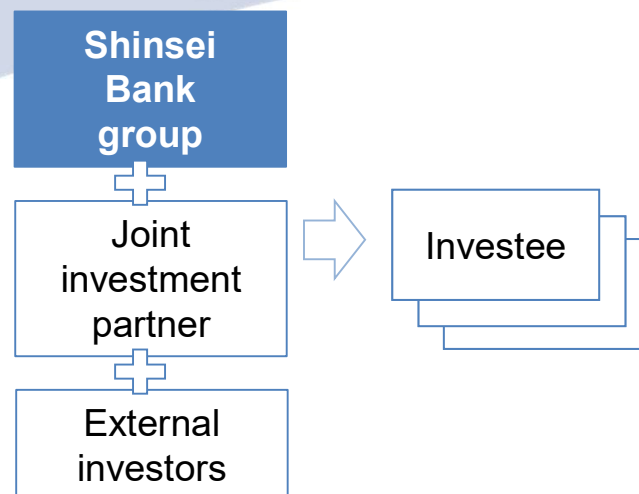 Shinsei
Bank
group
Joint
investment
partner
Investee
External
investors